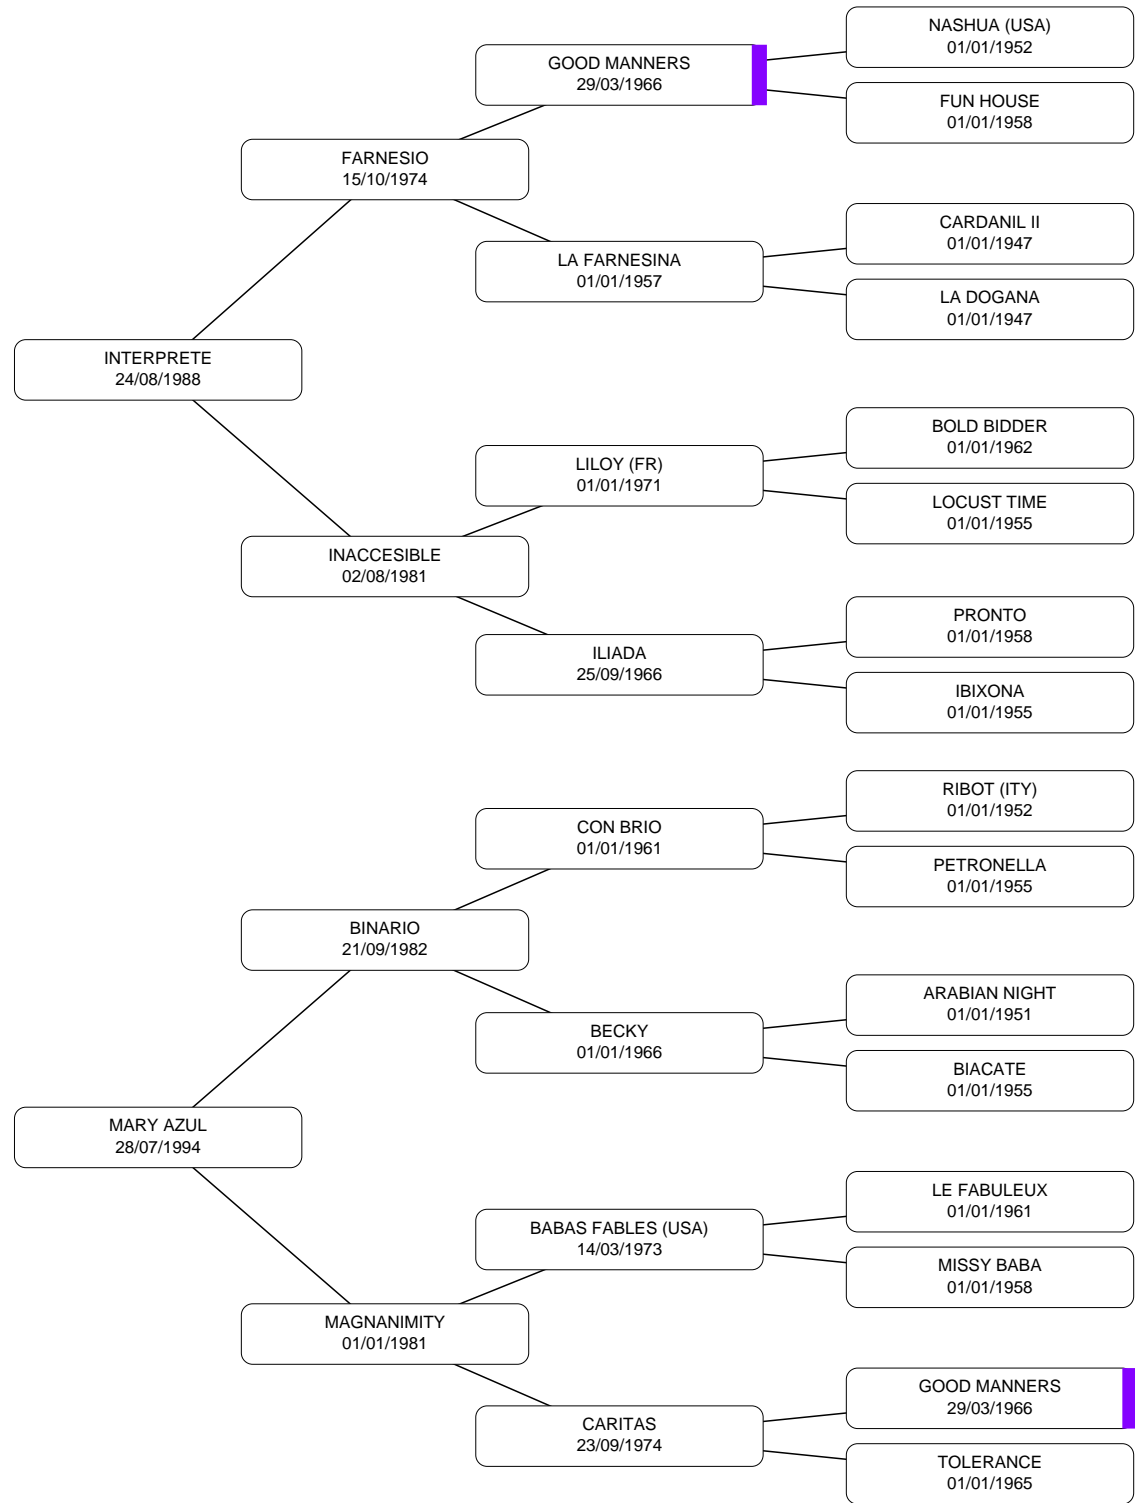 NASHUA (USA)
01/01/1952
GOOD MANNERS
29/03/1966
FUN HOUSE
01/01/1958
FARNESIO
15/10/1974
CARDANIL II
01/01/1947
LA FARNESINA
01/01/1957
LA DOGANA
01/01/1947
INTERPRETE
24/08/1988
BOLD BIDDER
01/01/1962
LILOY (FR)
01/01/1971
LOCUST TIME
01/01/1955
INACCESIBLE
02/08/1981
PRONTO
01/01/1958
ILIADA
25/09/1966
IBIXONA
01/01/1955
RIBOT (ITY)
01/01/1952
CON BRIO
01/01/1961
PETRONELLA
01/01/1955
BINARIO
21/09/1982
ARABIAN NIGHT
01/01/1951
BECKY
01/01/1966
BIACATE
01/01/1955
MARY AZUL
28/07/1994
LE FABULEUX
01/01/1961
BABAS FABLES (USA)
14/03/1973
MISSY BABA
01/01/1958
MAGNANIMITY
01/01/1981
GOOD MANNERS
29/03/1966
CARITAS
23/09/1974
TOLERANCE
01/01/1965